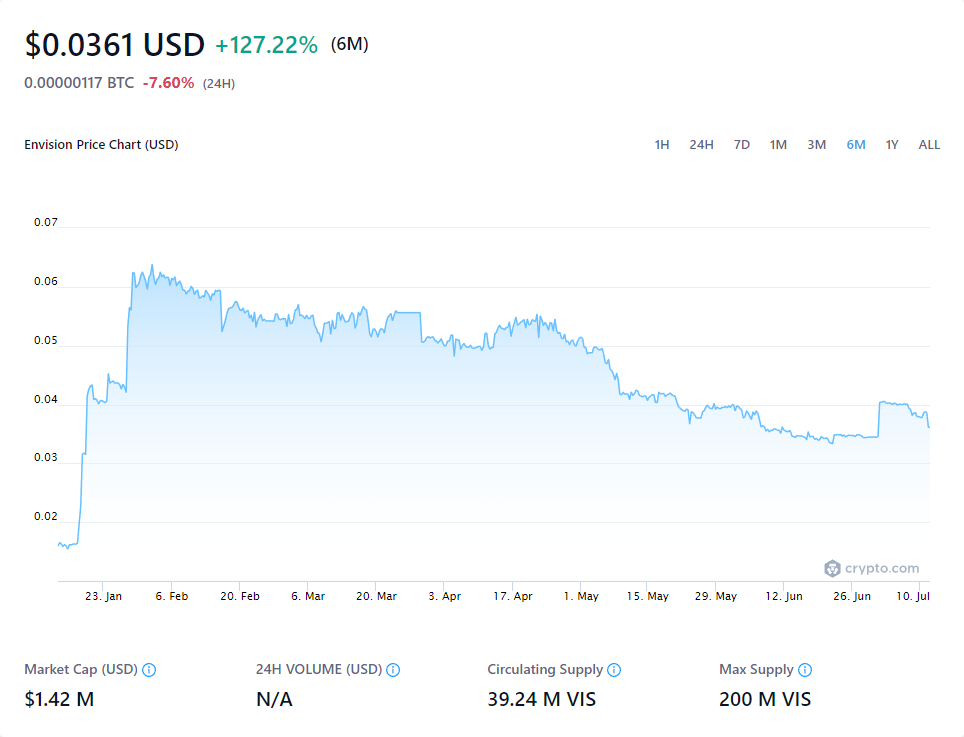 $0.0361 USD +127.22% (6M)
0.00000117 BTC -7.60% (24H)
Envision Price Chart (USD) 1H 24H 7D 1M 3M 6M 1Y ALL
0.07
0.06
0.05
0.04
0.03
0.02
crypto.com
23. Jan 6. Feb 20. Feb 6. Mar 20. Mar 3. Apr 17. Apr 1. May 15. May 29. May 12. Jun 26. Jun 10. Jul
Market Cap (USD) 24H VOLUME (USD) Circulating Supply Max Supply
$1.42 M N/A 39.24 M VIS 200 M VIS